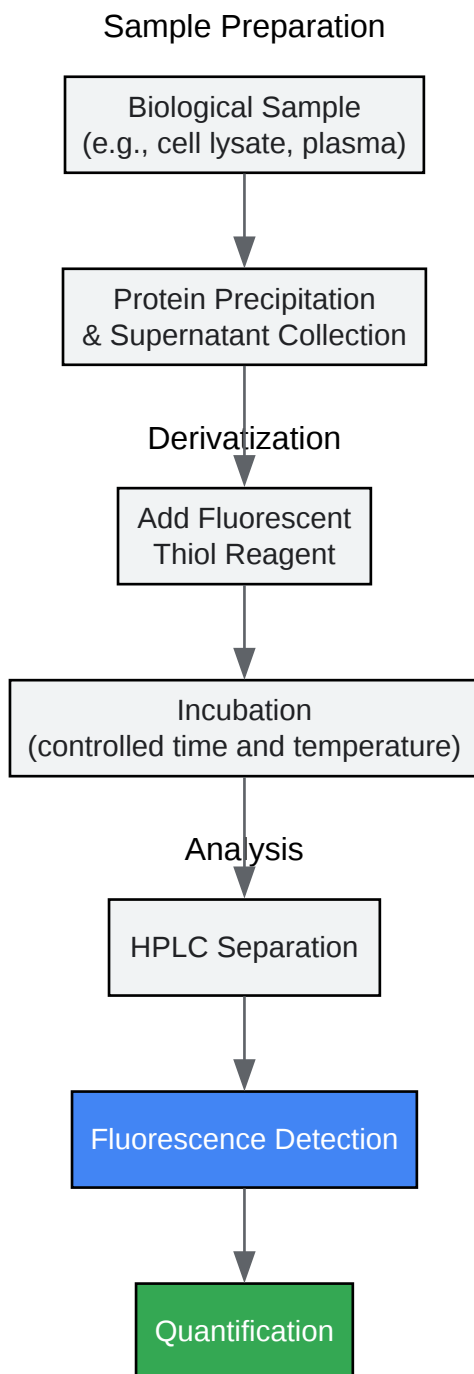 Sample Preparation
Biological Sample
(e.g., cell lysate, plasma)
Protein Precipitation
& Supernatant Collection
Derivatization
Add Fluorescent
Thiol Reagent
Incubation
(controlled time and temperature)
Analysis
HPLC Separation
Fluorescence Detection
Quantification